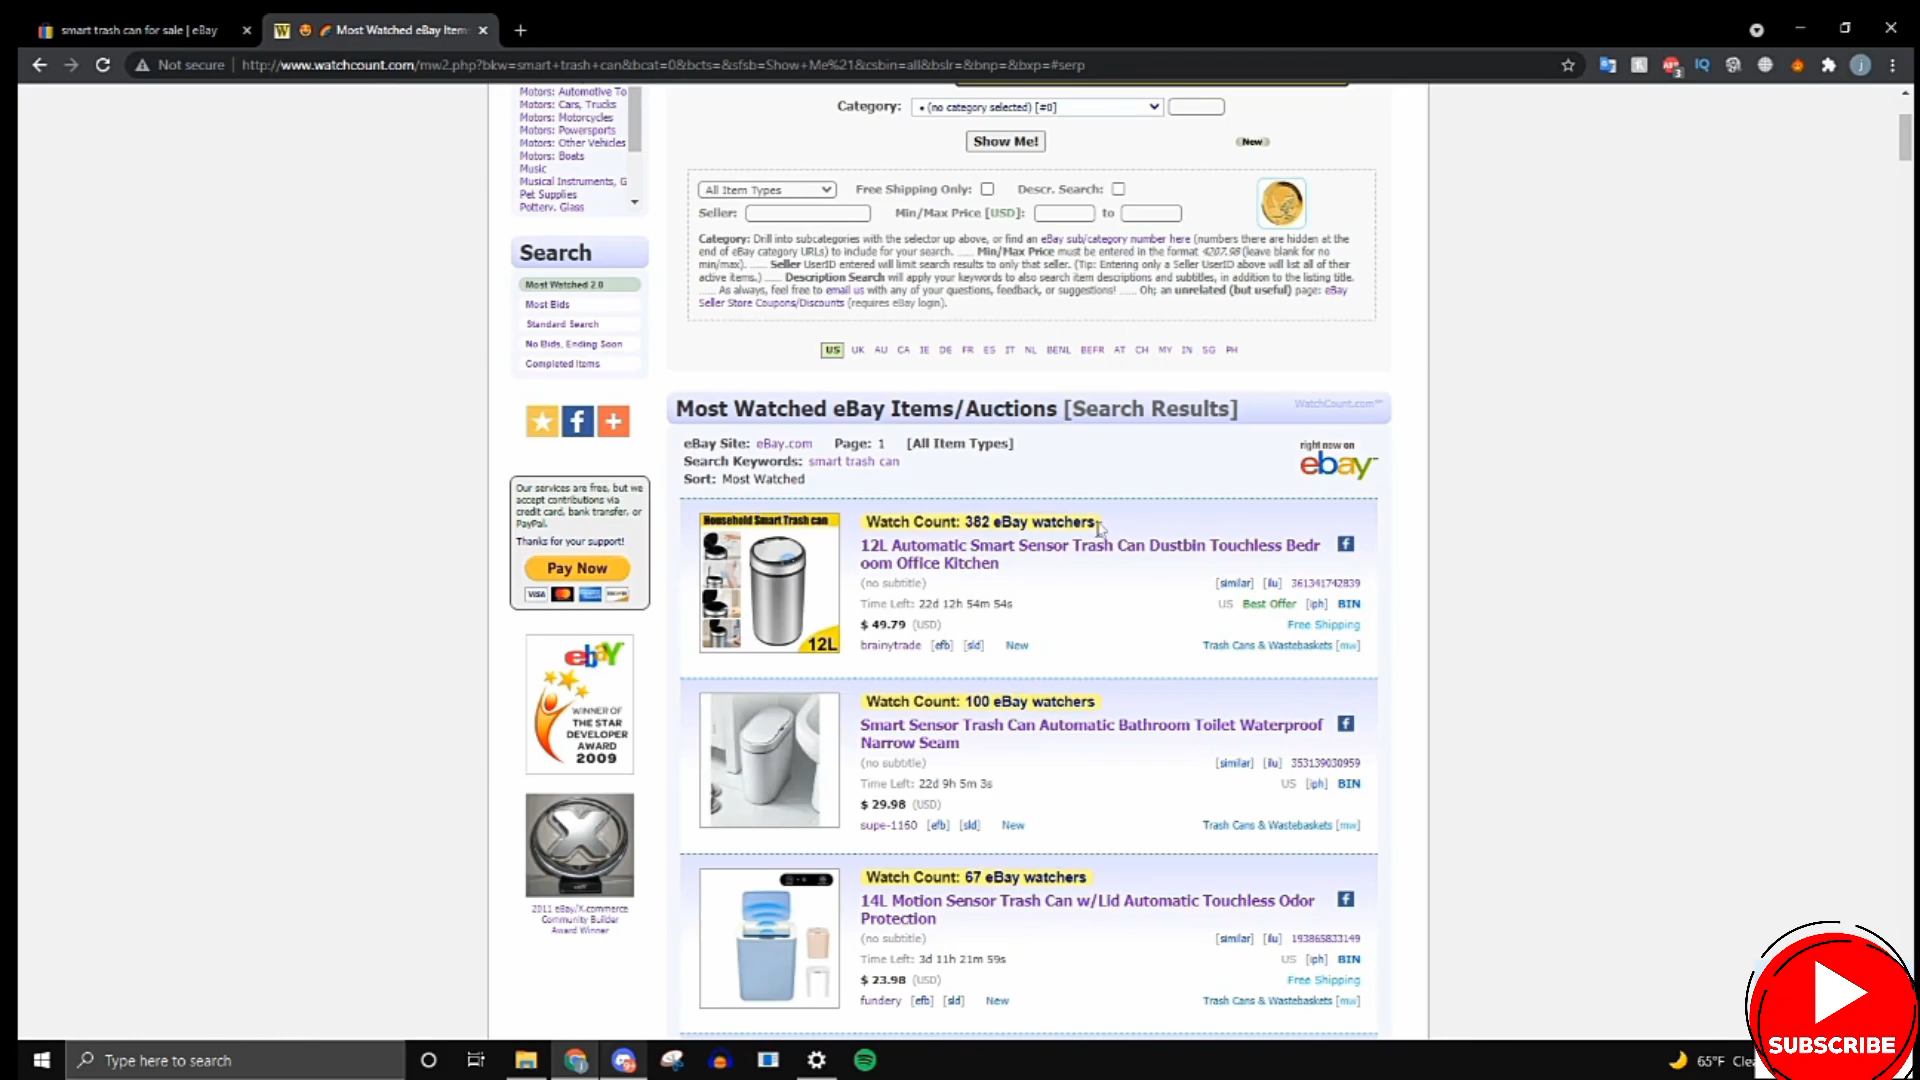 smart trash can for sale | eBay
Most Watched eBay Item
Not secure
http://www.watchcount.com/mw2.php?bkw=smart+trash+can&bcat=0&bcts=&sfsb=Show+Me%21&csbin=all&bslr=&bnp=&bxp=#serp
Motors: Automotive To
Motors: Cars, Trucks
Motors: Motorcycles
Motors: Powersports
Motors: Other Vehicles
Motors: Boats
Music
Musical Instruments, G
Pet Supplies
Pottery, Glass
Category: • (no category selected) [=0]
Show Me!
New
All Item Types
Free Shipping Only:
Descr. Search:
Seller:
Min/Max Price [USD]: to
Category: Drill into subcategories with the selector up above, or find an eBay sub/category number here (numbers there are hidden at the
end of eBay category URLs) to include for your search. .... Min/Max Price must be entered in the format 4207.98 (leave blank for no
min/max). .... Seller UserID entered will limit search results to only that seller. (Tip: Entering only a Seller UserID above will list all of their
active items.) .... Description Search will apply your keywords to also search item descriptions and subtitles, in addition to the listing title.
.... As always, feel free to email us with any of your questions, feedback, or suggestions! .... Oh; an unrelated (but useful) page: eBay
Seller Store Coupons/Discounts (requires eBay login).
US UK AU CA IE DE FR ES IT NL BENL BEFR AT CH MY IN SG PH
Search
Most Watched 2.0
Most Bids
Standard Search
No Bids, Ending Soon
Completed Items
Our services are free, but we
accept contributions via
credit card, bank transfer, or
PayPal.
Thanks for your support!
Pay Now
VISA
ebay
WINNER OF
THE STAR
DEVELOPER
AWARD
2009
2011 eBay/X.commerce
Community Builder
Award Winner
Most Watched eBay Items/Auctions [Search Results]
WatchCount.com
eBay Site: eBay.com Page: 1 [All Item Types]
Search Keywords: smart trash can
Sort: Most Watched
right now on
ebay
Household Smart Trash can
12L
Watch Count: 382 eBay watchers
12L Automatic Smart Sensor Trash Can Dustbin Touchless Bedr
oom Office Kitchen
(no subtitle) [similar] [ilu] 361341742839
Time Left: 22d 12h 54m 54s US Best Offer [iph] BIN
$ 49.79 (USD) Free Shipping
brainytrade [efb] [sld] New Trash Cans & Wastebaskets [mw]
Watch Count: 100 eBay watchers
Smart Sensor Trash Can Automatic Bathroom Toilet Waterproof
Narrow Seam
(no subtitle) [similar] [ilu] 353139030959
Time Left: 22d 9h 5m 3s US [iph] BIN
$ 29.98 (USD)
supe-1160 [efb] [sld] New Trash Cans & Wastebaskets [mw]
Watch Count: 67 eBay watchers
14L Motion Sensor Trash Can w/Lid Automatic Touchless Odor
Protection
(no subtitle) [similar] [ilu] 193865833149
Time Left: 3d 11h 21m 59s US [iph] BIN
$ 23.98 (USD) Free Shipping
fundery [efb] [sld] New Trash Cans & Wastebaskets [mw]
Type here to search
65°F Cle
SUBSCRIBE